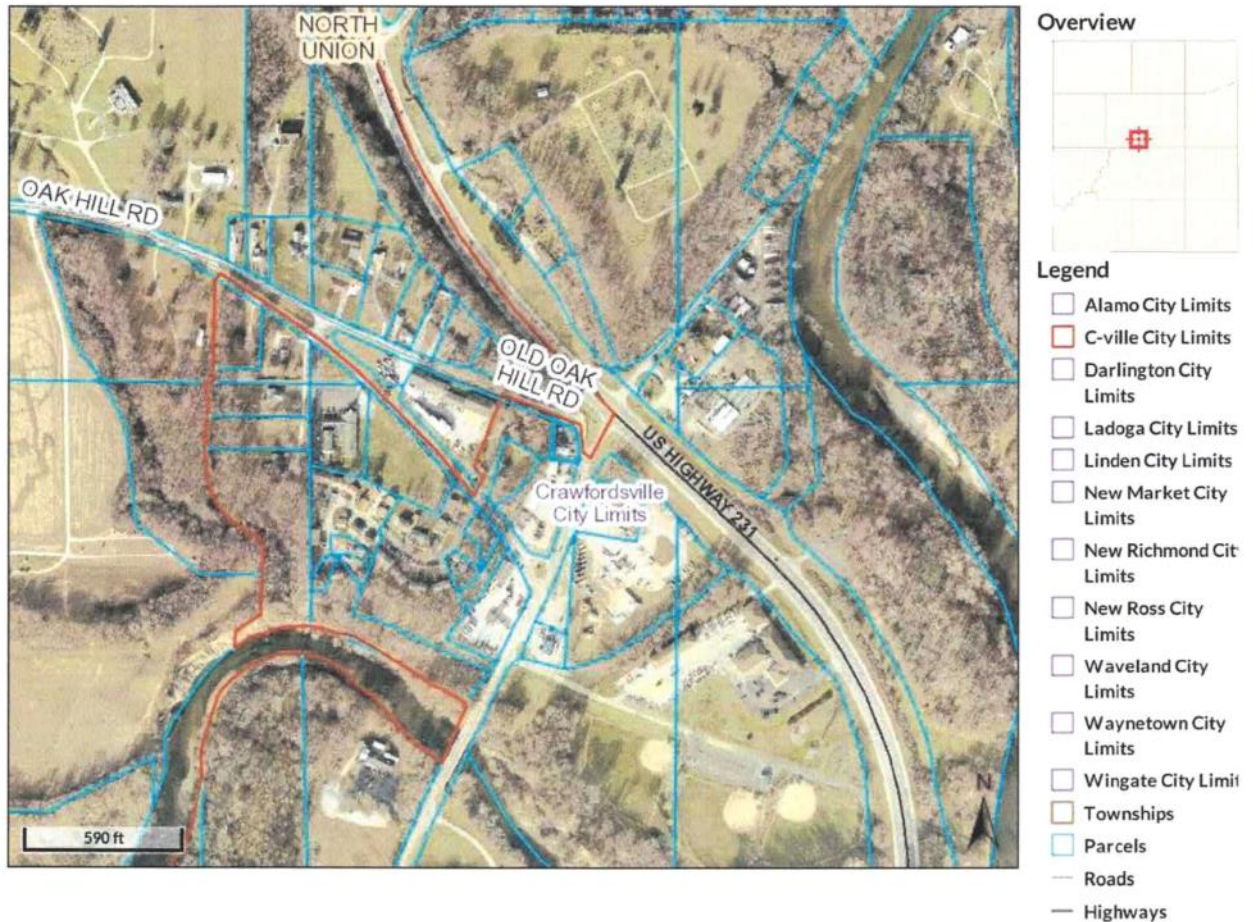 NORTH
UNION
OAK HILL RD
OLD OAK
HILL RD
US HIGHWAY 231
Crawfordsville
City Limits
590 ft
N
Overview
Legend
Alamo City Limits
C-ville City Limits
Darlington City
Limits
Ladoga City Limits
Linden City Limits
New Market City
Limits
New Richmond Cit
Limits
New Ross City
Limits
Waveland City
Limits
Waynetown City
Limits
Wingate City Limit
Townships
Parcels
Roads
Highways